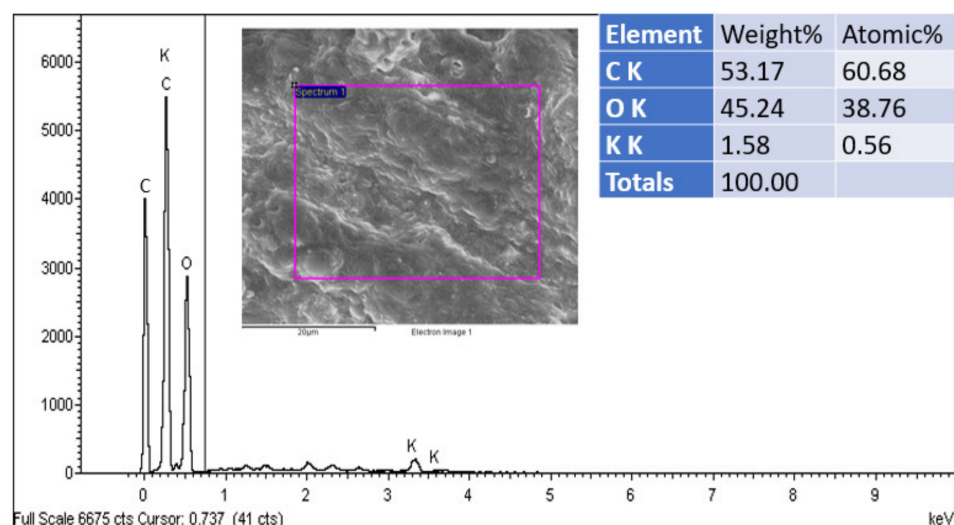 Element Weight% Atomic%
C K 53.17 60.68
O K 45.24 38.76
K K 1.58 0.56
Totals 100.00
6000
5000
4000
3000
2000
1000
0
K
C
C
O
K
K
Spectrum 1
20µm
Electron Image 1
0 1 2 3 4 5 6 7 8 9
Full Scale 6675 cts Cursor: 0.737 (41 cts)
keV